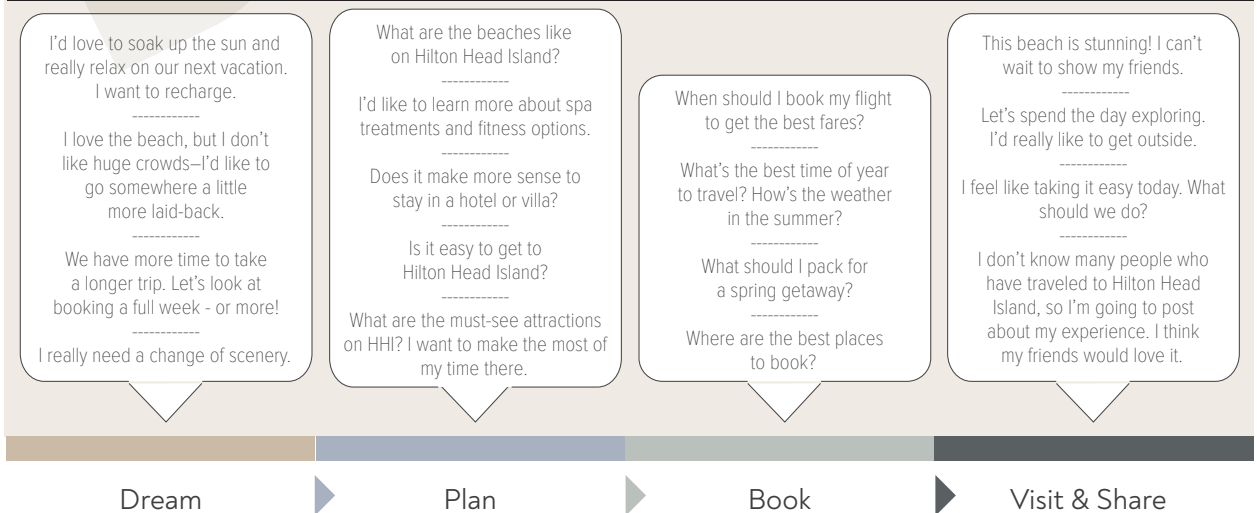 I'd love to soak up the sun and
really relax on our next vacation.
I want to recharge.
------------
I love the beach, but I don't
like huge crowds—I'd like to
go somewhere a little
more laid-back.
------------
We have more time to take
a longer trip. Let's look at
booking a full week - or more!
------------
I really need a change of scenery.
What are the beaches like
on Hilton Head Island?
------------
I'd like to learn more about spa
treatments and fitness options.
------------
Does it make more sense to
stay in a hotel or villa?
------------
Is it easy to get to
Hilton Head Island?
------------
What are the must-see attractions
on HHI? I want to make the most of
my time there.
When should I book my flight
to get the best fares?
------------
What's the best time of year
to travel? How's the weather
in the summer?
------------
What should I pack for
a spring getaway?
------------
Where are the best places
to book?
This beach is stunning! I can't
wait to show my friends.
------------
Let's spend the day exploring.
I'd really like to get outside.
------------
I feel like taking it easy today. What
should we do?
------------
I don't know many people who
have traveled to Hilton Head
Island, so I'm going to post
about my experience. I think
my friends would love it.
Dream
Plan
Book
Visit & Share